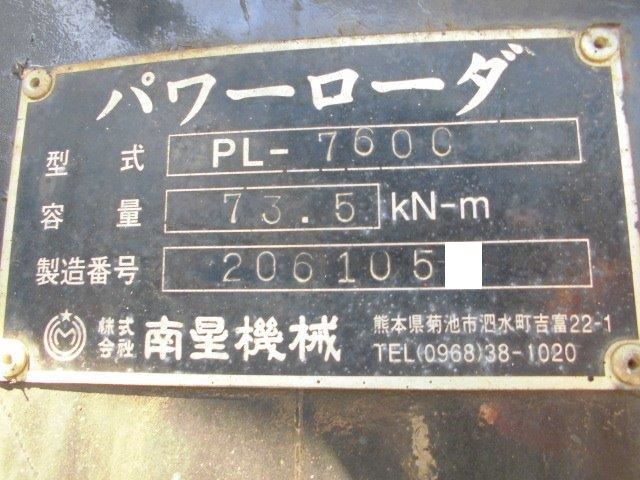 パワーローダ
型式 PL-7600
容量 73.5 kN-m
製造番号 206105
株式会社 南星機械 熊本県菊池市泗水町吉富22-1
TEL(0968)38-1020